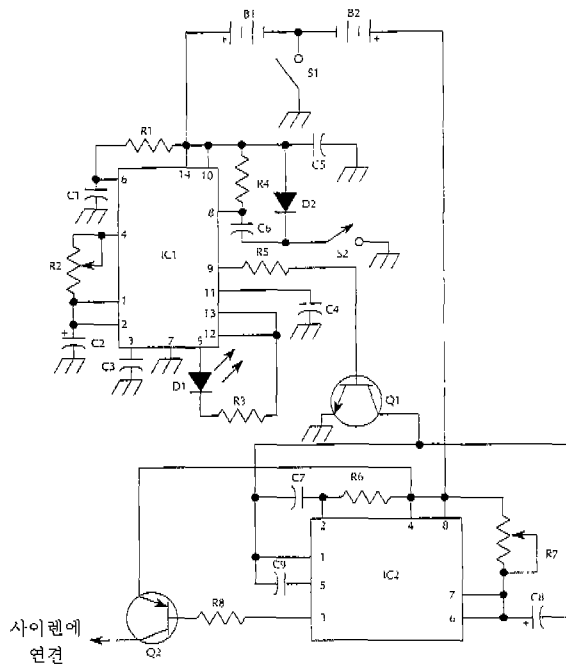 B1
B2
+
+
S1
R1
6
14
10
C5
C1
R4
D2
8
C6
4
IC1
S2
R5
R2
9
11
1
13
C4
2
12
+
C2
3
7
5
C3
D1
R3
Q1
C7
R6
2
4
8
1
C9
5
IC2
R7
7
R8
3
6
C8
+
사이렌에
연결
Q2